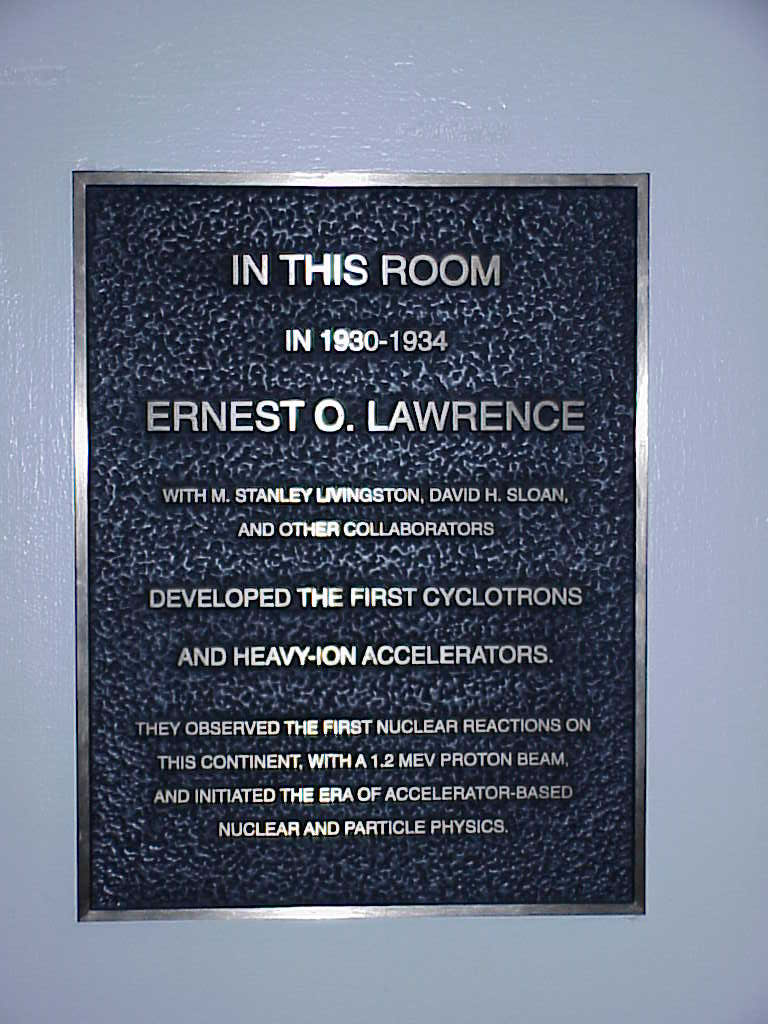 IN THIS ROOM
IN 1930-1934
ERNEST O. LAWRENCE
WITH M. STANLEY LIVINGSTON, DAVID H. SLOAN,
AND OTHER COLLABORATORS
DEVELOPED THE FIRST CYCLOTRONS
AND HEAVY-ION ACCELERATORS.
THEY OBSERVED THE FIRST NUCLEAR REACTIONS ON
THIS CONTINENT, WITH A 1.2 MEV PROTON BEAM,
AND INITIATED THE ERA OF ACCELERATOR-BASED
NUCLEAR AND PARTICLE PHYSICS.